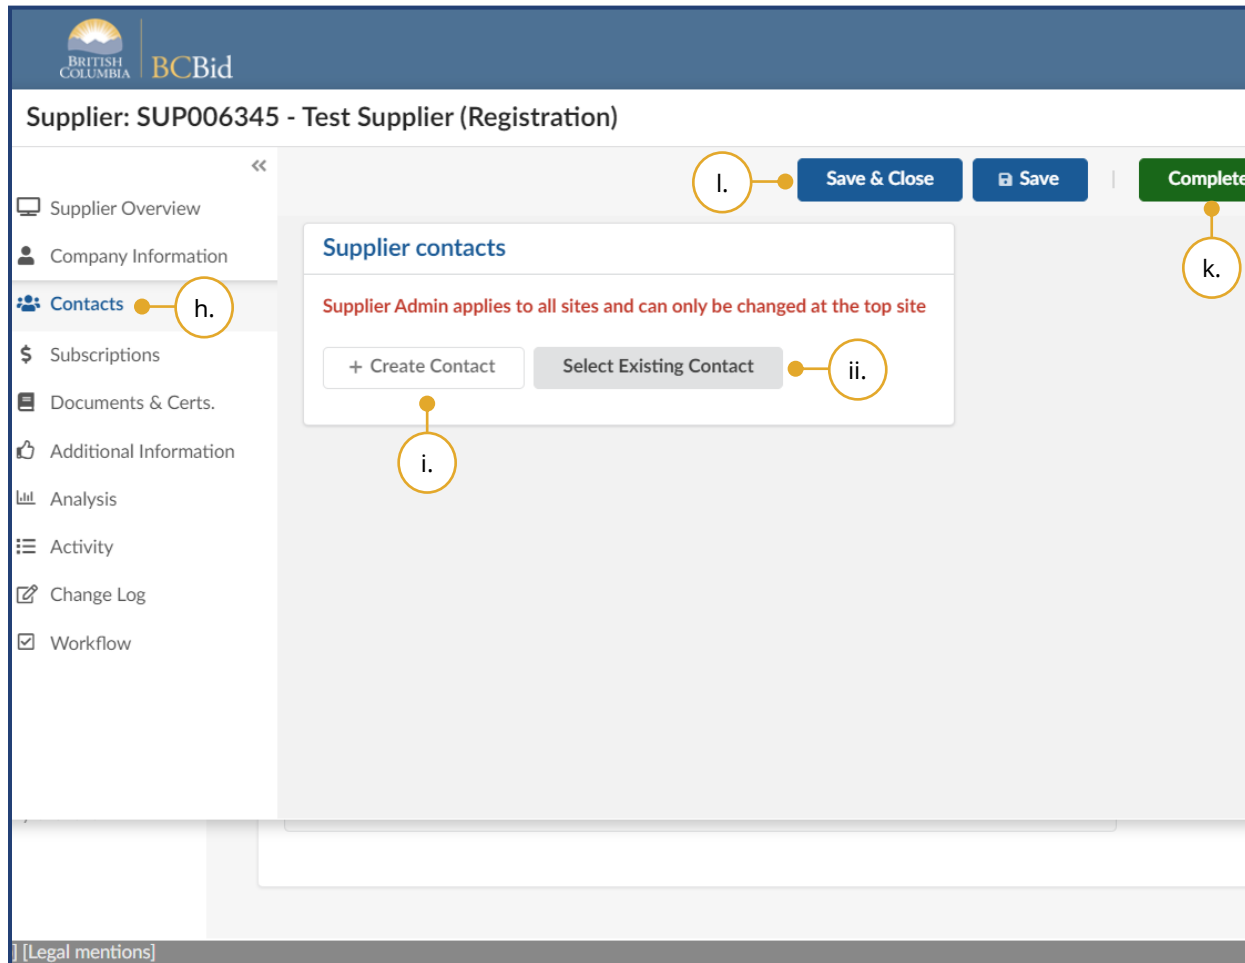 BRITISH
COLUMBIA
BCBid
Supplier: SUP006345 - Test Supplier (Registration)
l.
Save & Close
Save
Complete
Supplier Overview
Company Information
Contacts
h.
Subscriptions
Documents & Certs.
Additional Information
Analysis
Activity
Change Log
Workflow
Supplier contacts
k.
Supplier Admin applies to all sites and can only be changed at the top site
+ Create Contact
Select Existing Contact
ii.
i.
] [Legal mentions]